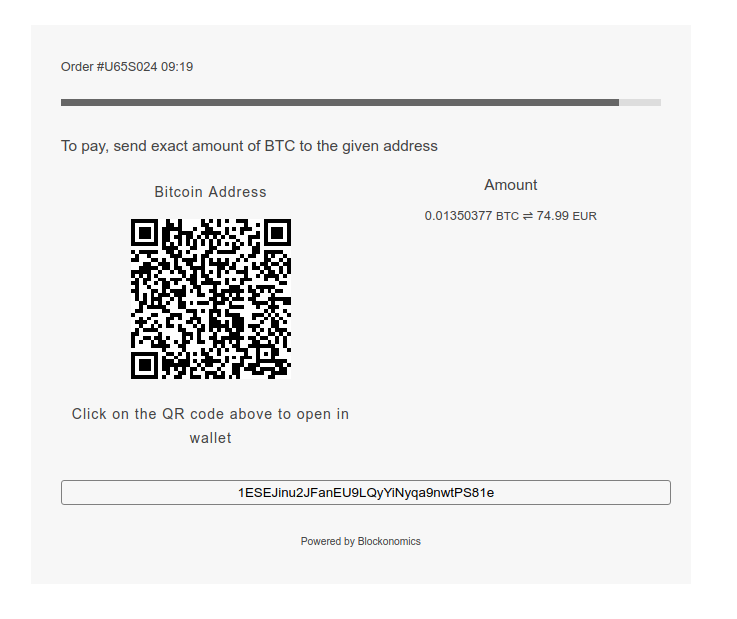 Order #U65S024 09:19
To pay, send exact amount of BTC to the given address
Bitcoin Address
Amount
0.01350377 BTC ⇌ 74.99 EUR
Click on the QR code above to open in
wallet
1ESEJinu2JFanEU9LQyYiNyqa9nwtPS81e
Powered by Blockonomics